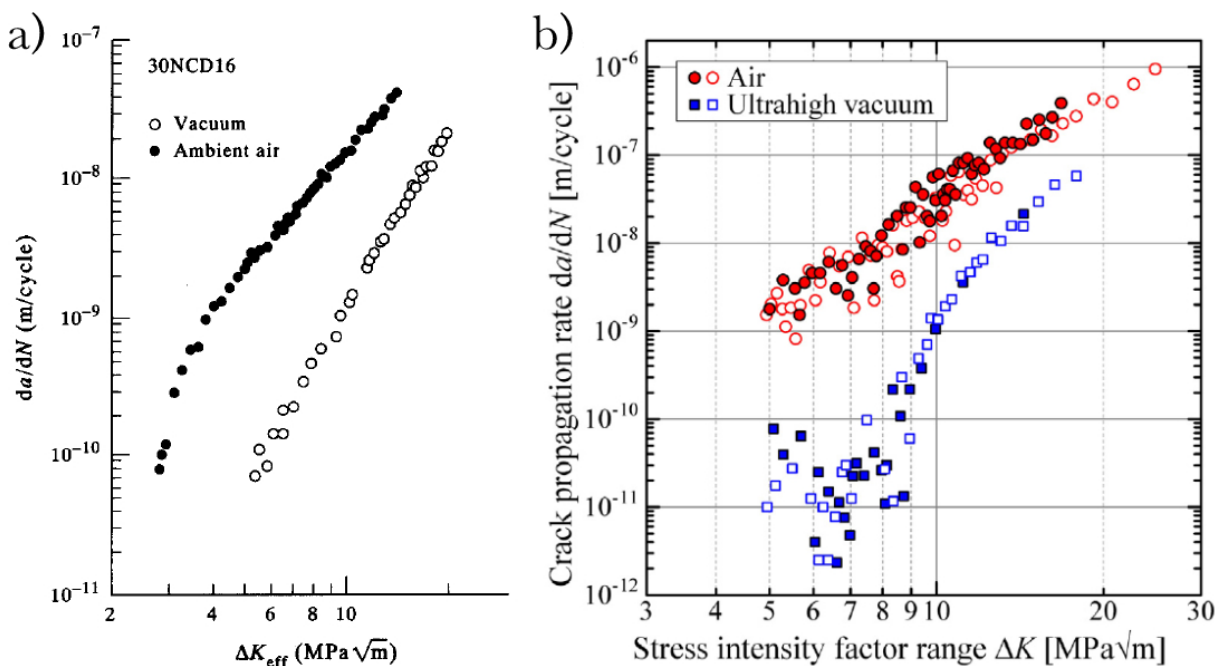 a)
30NCD16
Vacuum
Ambient air
da/dN (m/cycle)
10⁻⁷
10⁻⁸
10⁻⁹
10⁻¹⁰
10⁻¹¹
2
4
6
10
20
ΔK_eff (MPa √m)
b)
Air
Ultrahigh vacuum
Crack propagation rate da/dN [m/cycle]
10⁻⁶
10⁻⁷
10⁻⁸
10⁻⁹
10⁻¹⁰
10⁻¹¹
10⁻¹²
3
4
5
6
7
8
9
10
20
30
Stress intensity factor range ΔK [MPa√m]